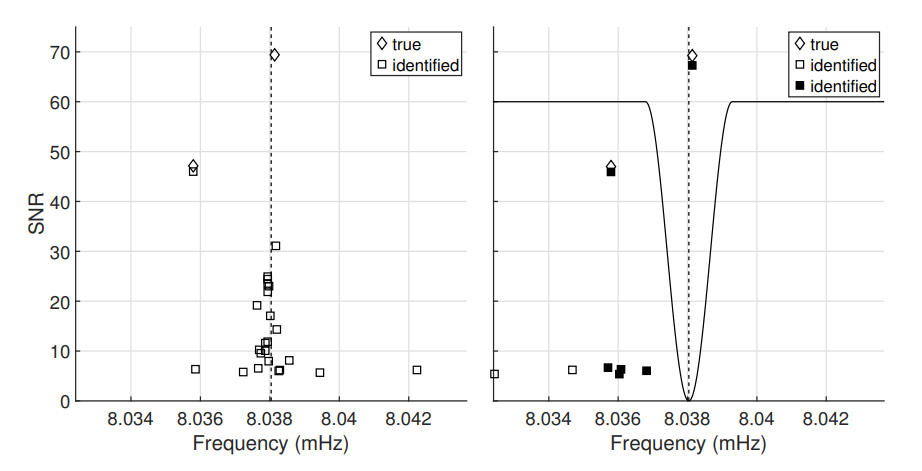 SNR
70
60
50
40
30
20
10
0
8.034 8.036 8.038 8.04 8.042
Frequency (mHz)
true
identified
8.034 8.036 8.038 8.04 8.042
Frequency (mHz)
true
identified
identified